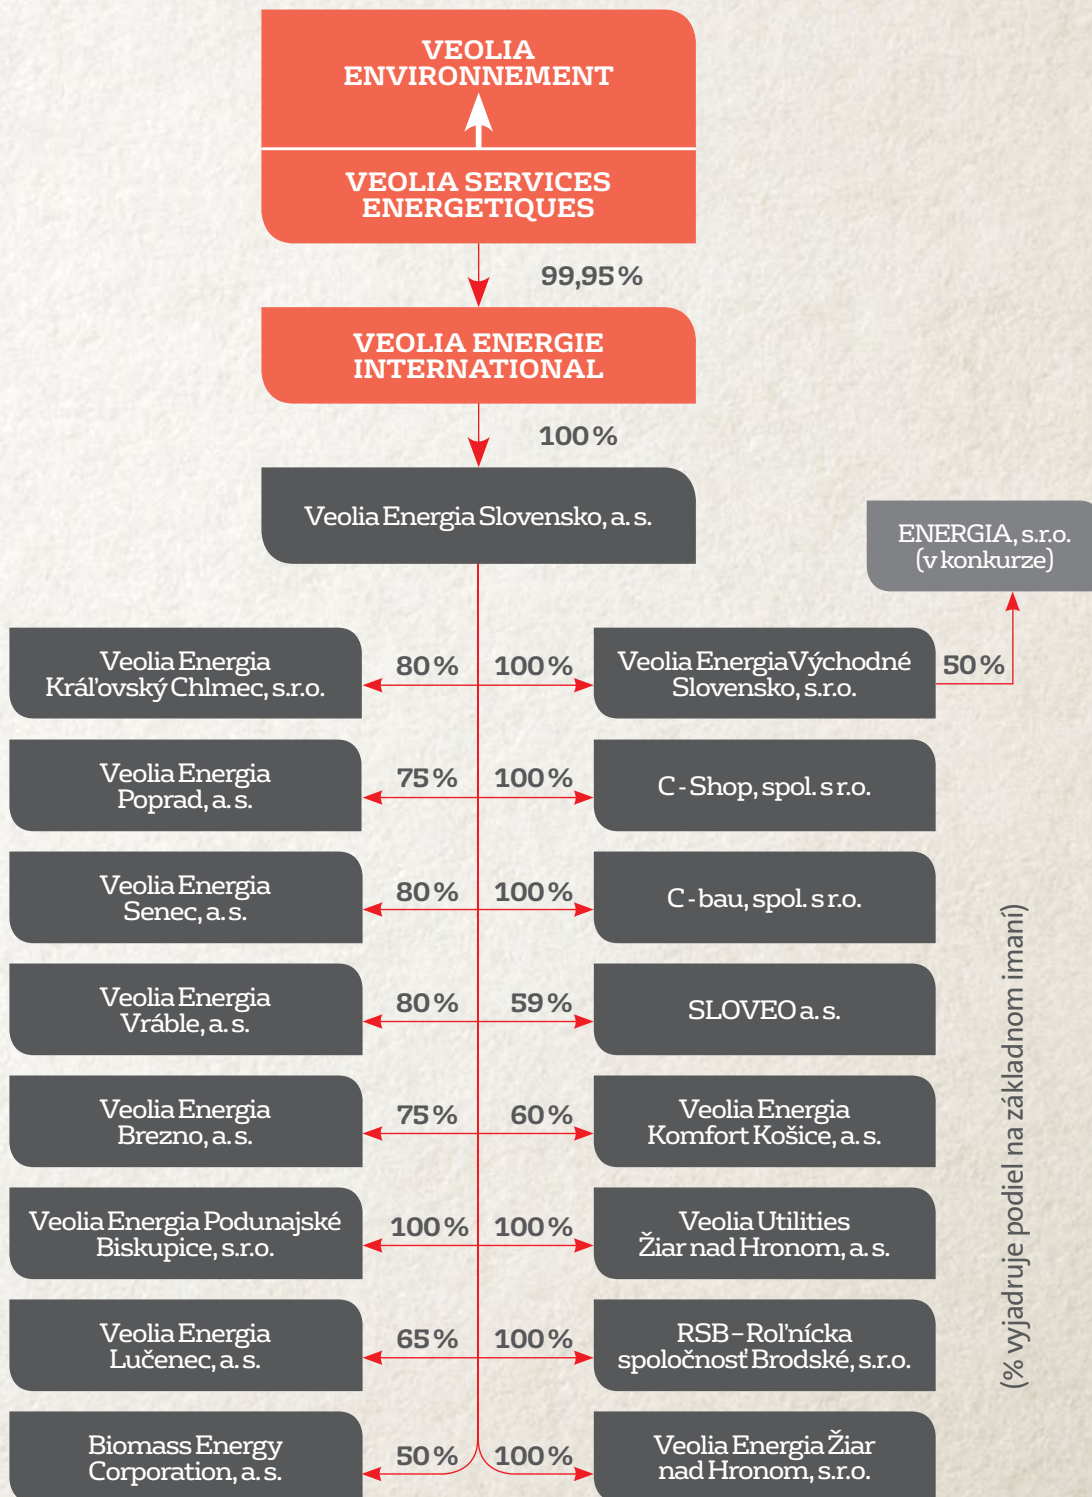 VEOLIA
ENVIRONNEMENT
VEOLIA SERVICES
ENERGETIQUES
99,95 %
VEOLIA ENERGIE
INTERNATIONAL
100 %
Veolia Energia Slovensko, a. s.
ENERGIA, s.r.o.
(v konkurze)
Veolia Energia
Kráľovský Chlmec, s.r.o.
80 %
100 %
Veolia Energia Východné
Slovensko, s.r.o.
50 %
Veolia Energia
Poprad, a. s.
75 %
100 %
C - Shop, spol. s r.o.
Veolia Energia
Senec, a. s.
80 %
100 %
C - bau, spol. s r.o.
Veolia Energia
Vráble, a. s.
80 %
59 %
SLOVEO a. s.
Veolia Energia
Brezno, a. s.
75 %
60 %
Veolia Energia
Komfort Košice, a. s.
Veolia Energia Podunajské
Biskupice, s.r.o.
100 %
100 %
Veolia Utilities
Žiar nad Hronom, a. s.
Veolia Energia
Lučenec, a. s.
65 %
100 %
RSB – Roľnícka
spoločnosť Brodské, s.r.o.
Biomass Energy
Corporation, a. s.
50 %
100 %
Veolia Energia Žiar
nad Hronom, s.r.o.
(% vyjadruje podiel na základnom imaní)